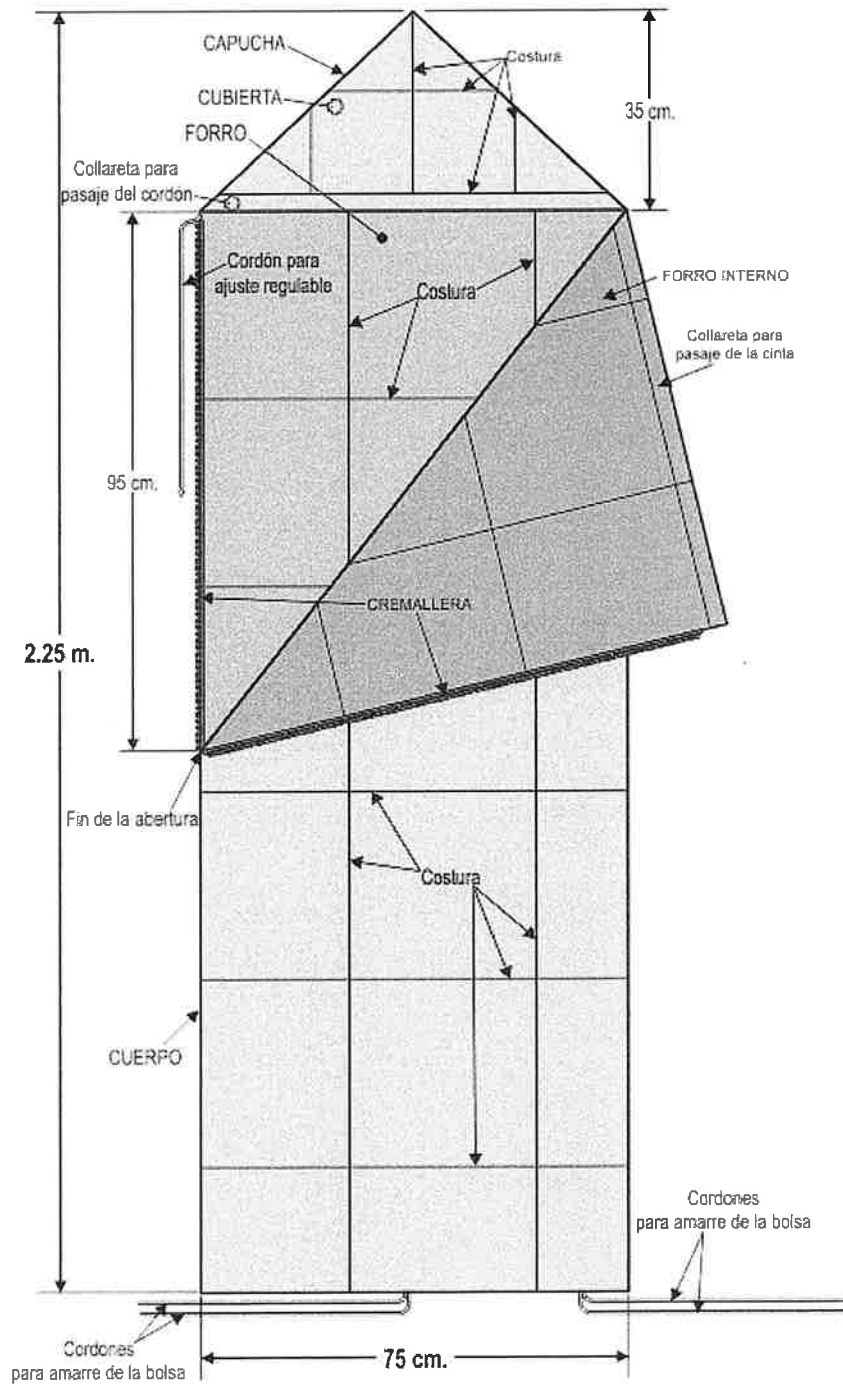 CAPUCHA
Costura
CUBIERTA
35 cm.
FORRO
Collareta para
pasaje del cordón
Cordón para
ajuste regulable
FORRO INTERNO
Costura
Collareta para
pasaje de la cinta
95 cm.
CREMALLERA
2.25 m.
Fin de la abertura
Costura
CUERPO
Cordones
para amarre de la bolsa
Cordones
para amarre de la bolsa
75 cm.